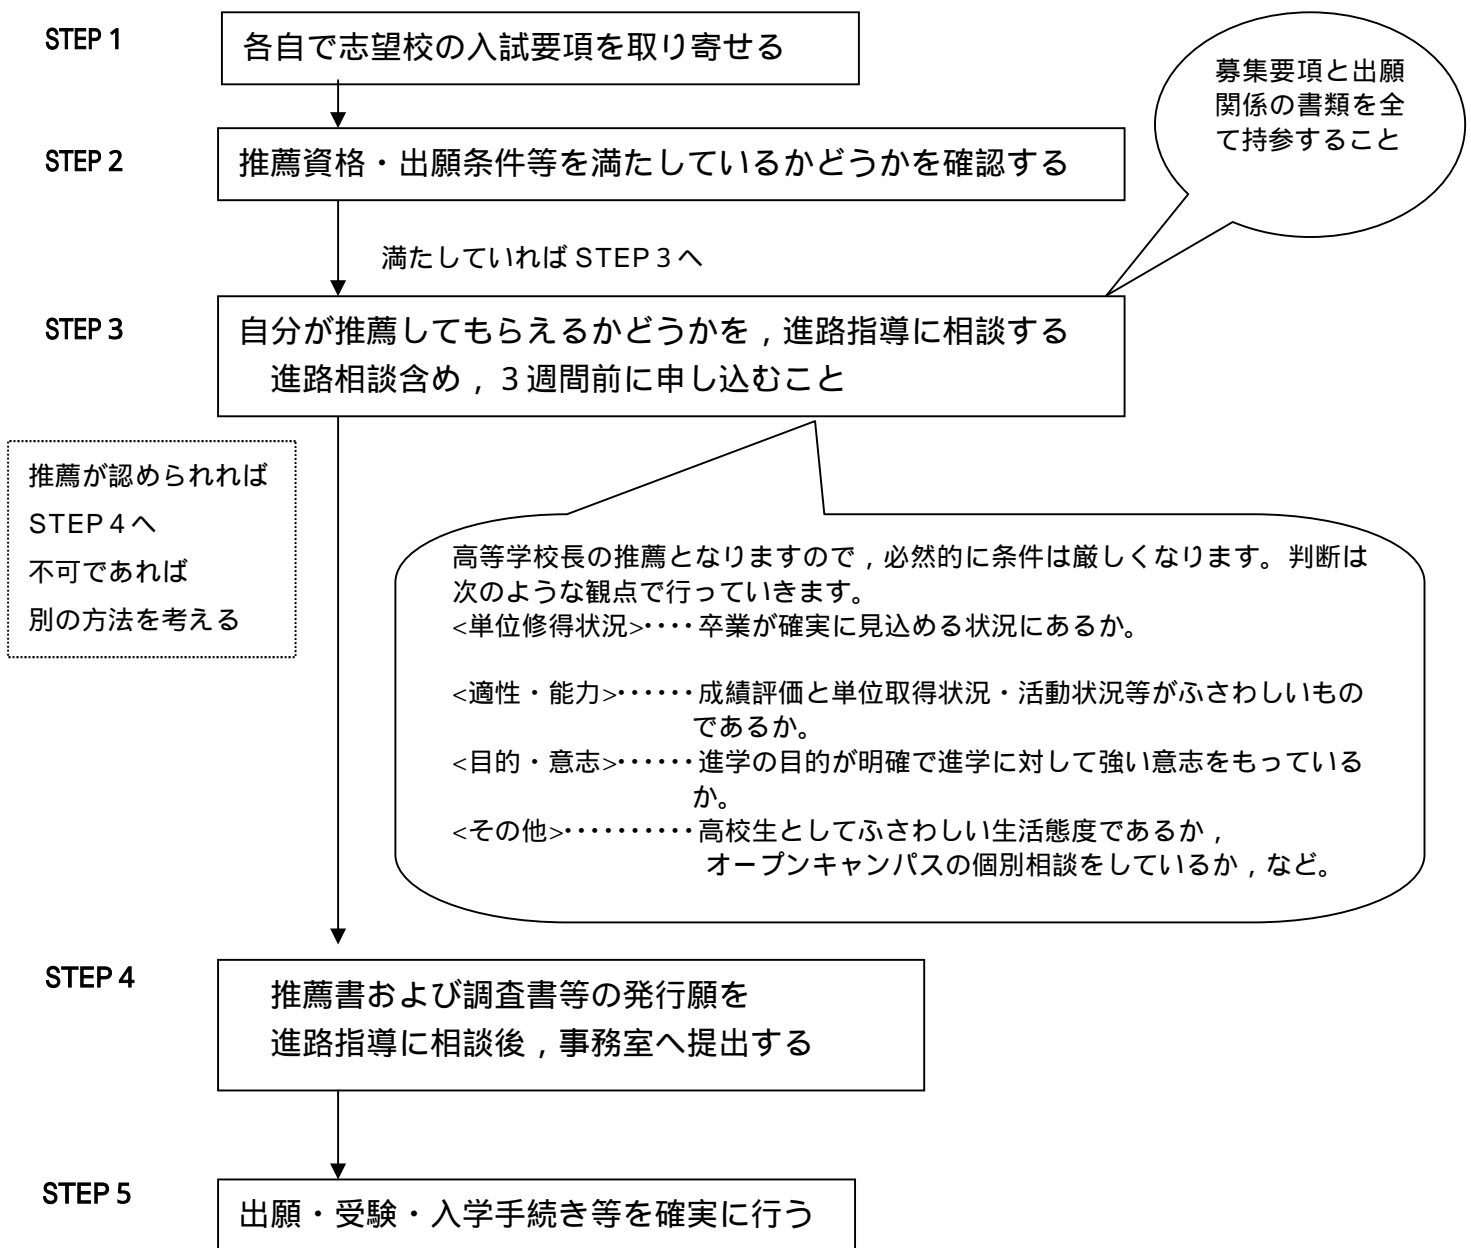 STEP 1
各自で志望校の入試要項を取り寄せる
募集要項と出願
関係の書類を全
て持参すること
STEP 2
推薦資格・出願条件等を満たしているかどうかを確認する
満たしていれば STEP３へ
STEP 3
自分が推薦してもらえるかどうかを，進路指導に相談する
進路相談含め，３週間前に申し込むこと
推薦が認められれば
STEP４へ
不可であれば
別の方法を考える
高等学校長の推薦となりますので，必然的に条件は厳しくなります。判断は
次のような観点で行っていきます。
<単位修得状況>････卒業が確実に見込める状況にあるか。
<適性・能力>･･････成績評価と単位取得状況・活動状況等がふさわしいもの
であるか。
<目的・意志>･･････進学の目的が明確で進学に対して強い意志をもっている
か。
<その他>･･････････高校生としてふさわしい生活態度であるか，
オープンキャンパスの個別相談をしているか，など。
STEP 4
推薦書および調査書等の発行願を
進路指導に相談後，事務室へ提出する
STEP 5
出願・受験・入学手続き等を確実に行う